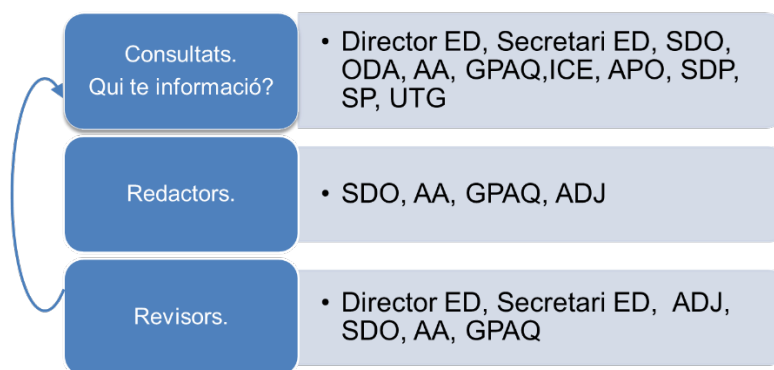 Consultats.
Qui te informació?
• Director ED, Secretari ED, SDO,
ODA, AA, GPAQ,ICE, APO, SDP,
SP, UTG
Redactors.
• SDO, AA, GPAQ, ADJ
Revisors.
• Director ED, Secretari ED, ADJ,
SDO, AA, GPAQ